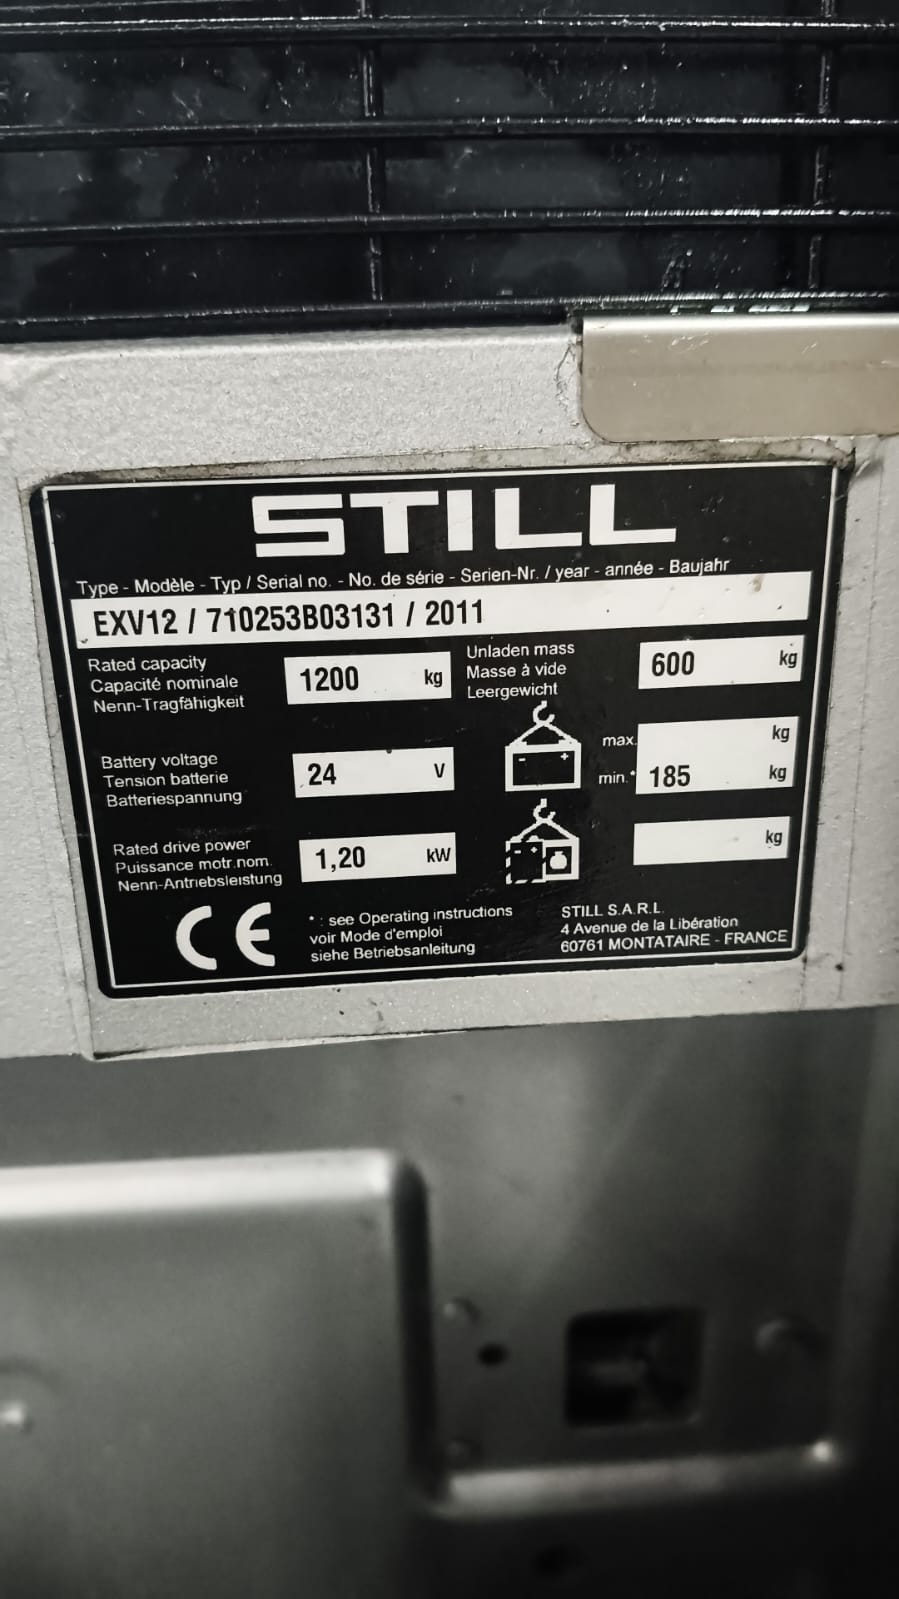 STILL
Type - Modèle - Typ / Serial no. - No. de série - Serien-Nr. / year - année - Baujahr
EXV12 / 710253B03131 / 2011
Rated capacity
Capacité nominale
Nenn-Tragfähigkeit
1200 kg
Unladen mass
Masse à vide
Leergewicht
600 kg
Battery voltage
Tension batterie
Batteriespannung
24 V
- +
max. kg
min.* 185 kg
Rated drive power
Puissance motr.nom.
Nenn-Antriebsleistung
1,20 kW
- +
kg
CE
* : see Operating instructions
voir Mode d'emploi
siehe Betriebsanleitung
STILL S.A.R.L.
4 Avenue de la Libération
60761 MONTATAIRE - FRANCE